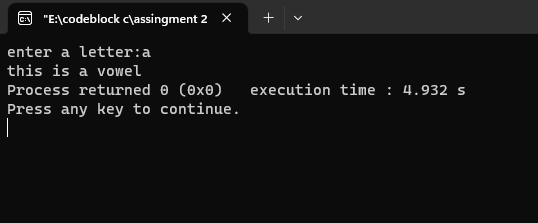 "E:\codeblock c\assingment 2
enter a letter:a
this is a vowel
Process returned 0 (0x0)   execution time : 4.932 s
Press any key to continue.